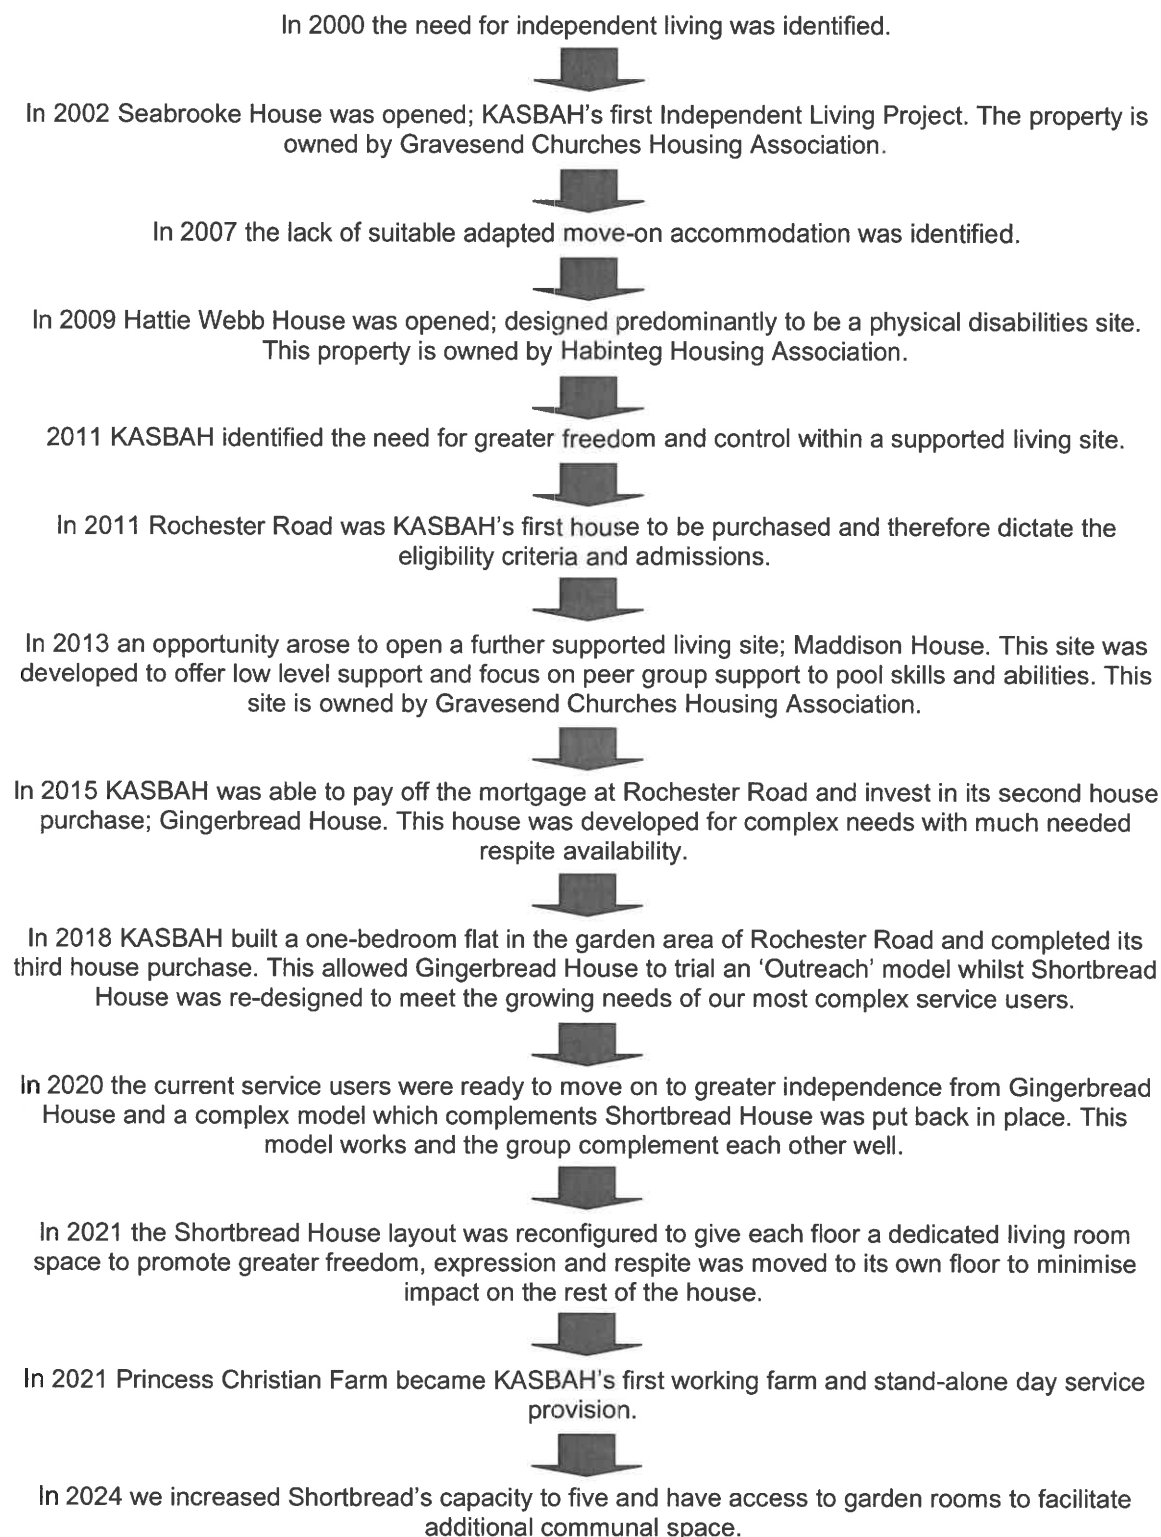 In 2000 the need for independent living was identified.
In 2002 Seabrooke House was opened; KASBAH's first Independent Living Project. The property is
owned by Gravesend Churches Housing Association.
In 2007 the lack of suitable adapted move-on accommodation was identified.
In 2009 Hattie Webb House was opened; designed predominantly to be a physical disabilities site.
This property is owned by Habinteg Housing Association.
2011 KASBAH identified the need for greater freedom and control within a supported living site.
In 2011 Rochester Road was KASBAH's first house to be purchased and therefore dictate the
eligibility criteria and admissions.
In 2013 an opportunity arose to open a further supported living site; Maddison House. This site was
developed to offer low level support and focus on peer group support to pool skills and abilities. This
site is owned by Gravesend Churches Housing Association.
In 2015 KASBAH was able to pay off the mortgage at Rochester Road and invest in its second house
purchase; Gingerbread House. This house was developed for complex needs with much needed
respite availability.
In 2018 KASBAH built a one-bedroom flat in the garden area of Rochester Road and completed its
third house purchase. This allowed Gingerbread House to trial an ‘Outreach’ model whilst Shortbread
House was re-designed to meet the growing needs of our most complex service users.
In 2020 the current service users were ready to move on to greater independence from Gingerbread
House and a complex model which complements Shortbread House was put back in place. This
model works and the group complement each other well.
In 2021 the Shortbread House layout was reconfigured to give each floor a dedicated living room
space to promote greater freedom, expression and respite was moved to its own floor to minimise
impact on the rest of the house.
In 2021 Princess Christian Farm became KASBAH's first working farm and stand-alone day service
provision.
In 2024 we increased Shortbread's capacity to five and have access to garden rooms to facilitate
additional communal space.